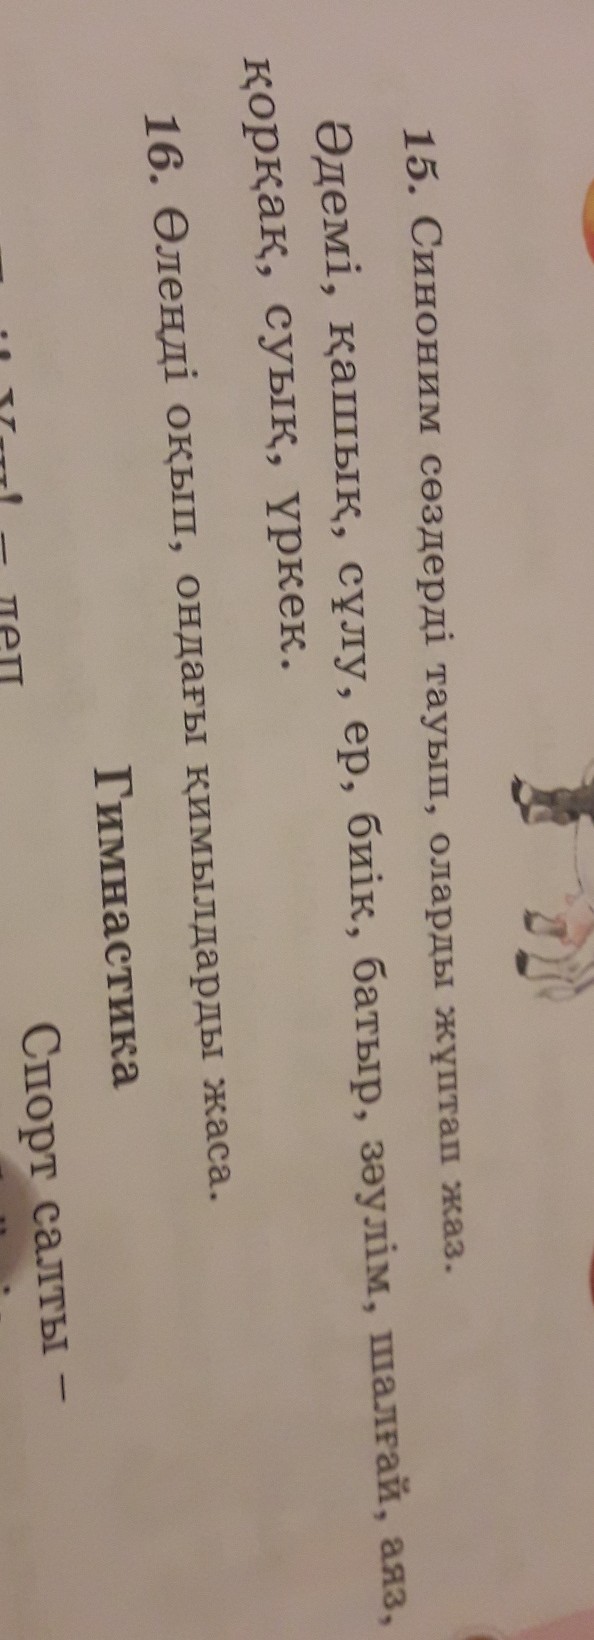 15. Синоним сөздерді тауып, оларды жұптап жаз.
Әдемі, қашық, сұлу, ер, биік, батыр, зәулім, шалғай, аяз,
қорқақ, суық, үркек.
16. Өлеңді оқып, ондағы қимылдарды жаса.
Гимнастика
Спорт салты –
– деп